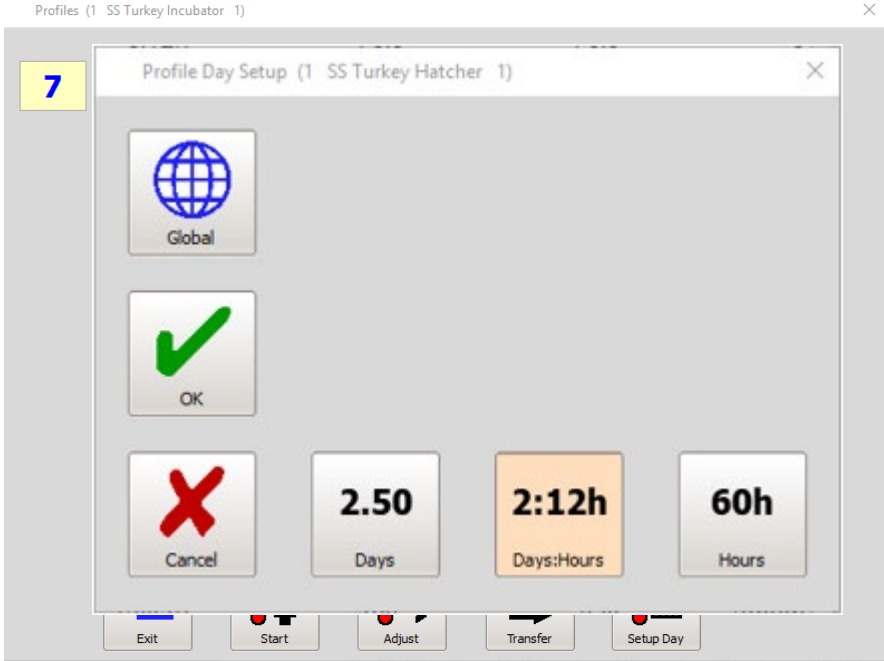 Profiles (1 SS Turkey Incubator 1)
7
Profile Day Setup (1 SS Turkey Hatcher 1)
Global
OK
Cancel
2.50
Days
2:12h
Days:Hours
60h
Hours
Exit
Start
Adjust
Transfer
Setup Day